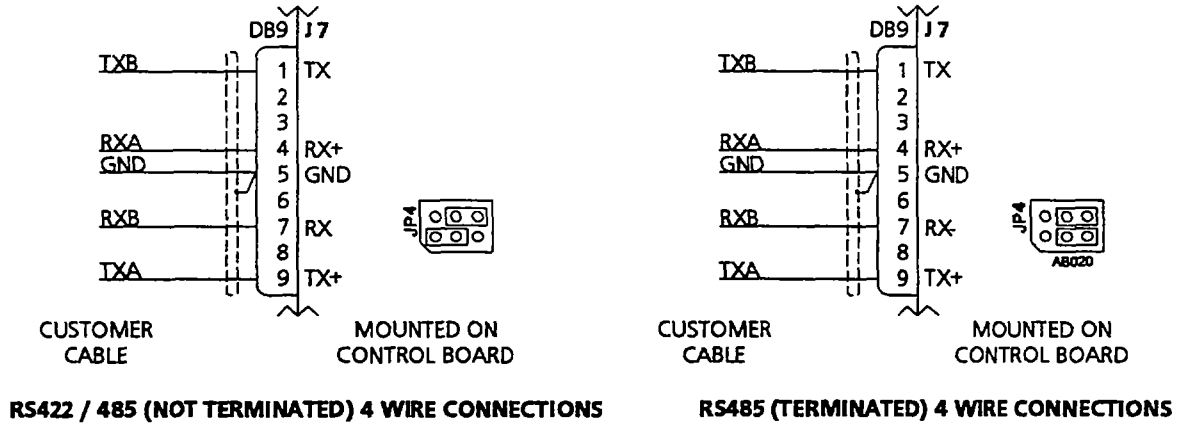 DB9 J7
TXB 1 TX
2
3
RXA 4 RX+
GND 5 GND
6
RXB 7 RX
8
TXA 9 TX+
JP4
CUSTOMER
CABLE
MOUNTED ON
CONTROL BOARD
RS422 / 485 (NOT TERMINATED) 4 WIRE CONNECTIONS
DB9 J7
TXB 1 TX
2
3
RXA 4 RX+
GND 5 GND
6
RXB 7 RX-
8
TXA 9 TX+
JP4
AB020
CUSTOMER
CABLE
MOUNTED ON
CONTROL BOARD
RS485 (TERMINATED) 4 WIRE CONNECTIONS